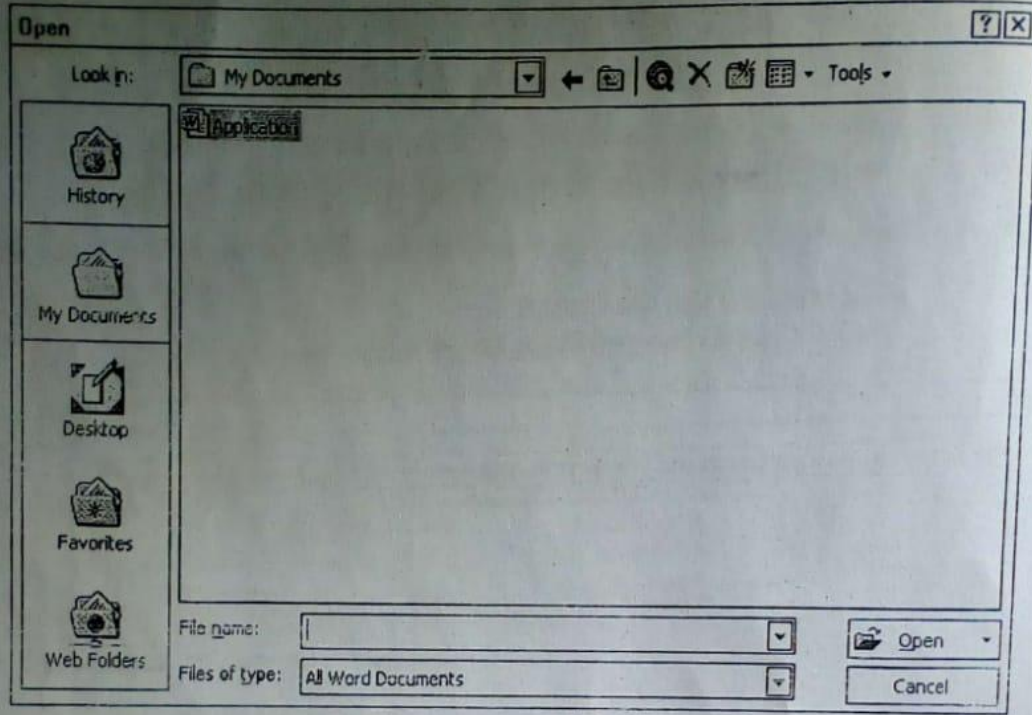 Open
Look in:
My Documents
Tools
Application
History
My Documents
Desktop
Favorites
Web Folders
File name:
Open
Files of type:
All Word Documents
Cancel